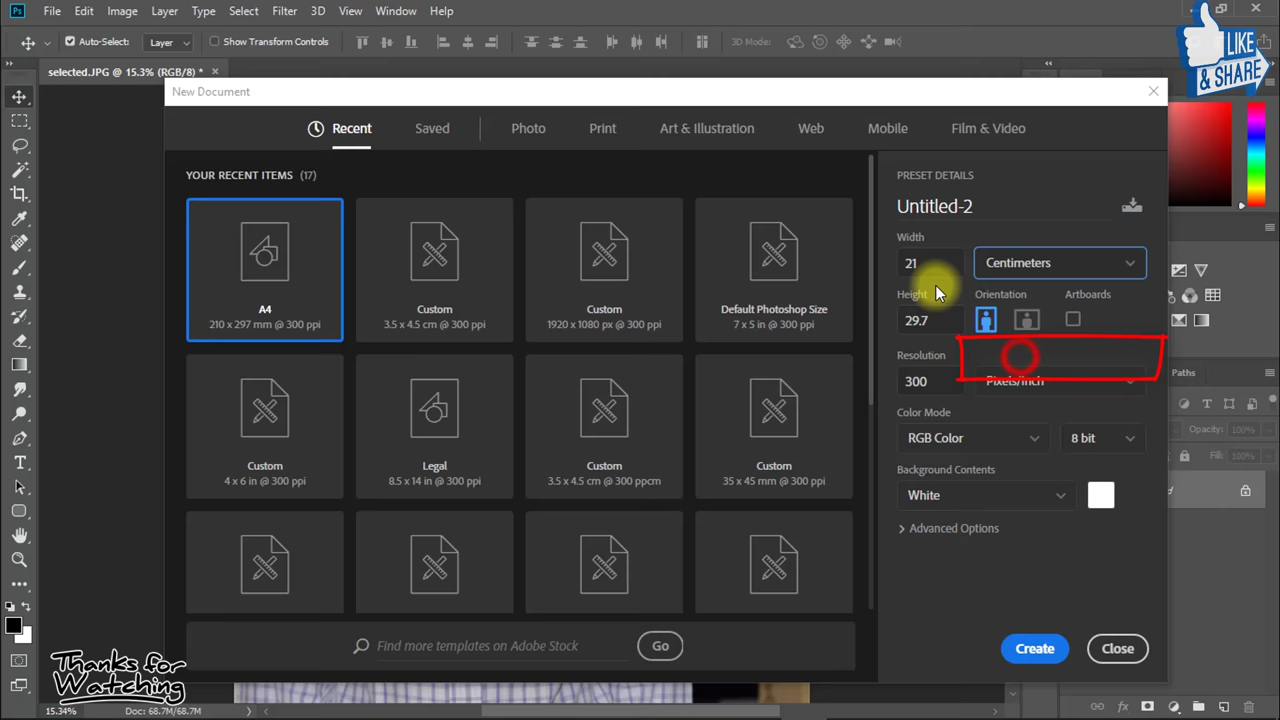 Ps File Edit Image Layer Type Select Filter 3D View Window Help
Auto-Select: Layer Show Transform Controls 3D Mode:
LIKE
& SHARE
selected.JPG @ 15.3% (RGB/8) *
New Document
Recent Saved Photo Print Art & Illustration Web Mobile Film & Video
YOUR RECENT ITEMS (17)
A4
210 x 297 mm @ 300 ppi
Custom
3.5 x 4.5 cm @ 300 ppi
Custom
1920 x 1080 px @ 300 ppi
Default Photoshop Size
7 x 5 in @ 300 ppi
Custom
4 x 6 in @ 300 ppi
Legal
8.5 x 14 in @ 300 ppi
Custom
3.5 x 4.5 cm @ 300 ppcm
Custom
35 x 45 mm @ 300 ppi
Find more templates on Adobe Stock Go
PRESET DETAILS
Untitled-2
Width
21 Centimeters
Height Orientation Artboards
29.7
Resolution
300 Pixels/Inch
Color Mode
RGB Color 8 bit
Background Contents
White
Advanced Options
Create Close
Paths
Opacity: 100%
Fill: 100%
Thanks for
Watching
15.34% Doc: 68.7M/68.7M